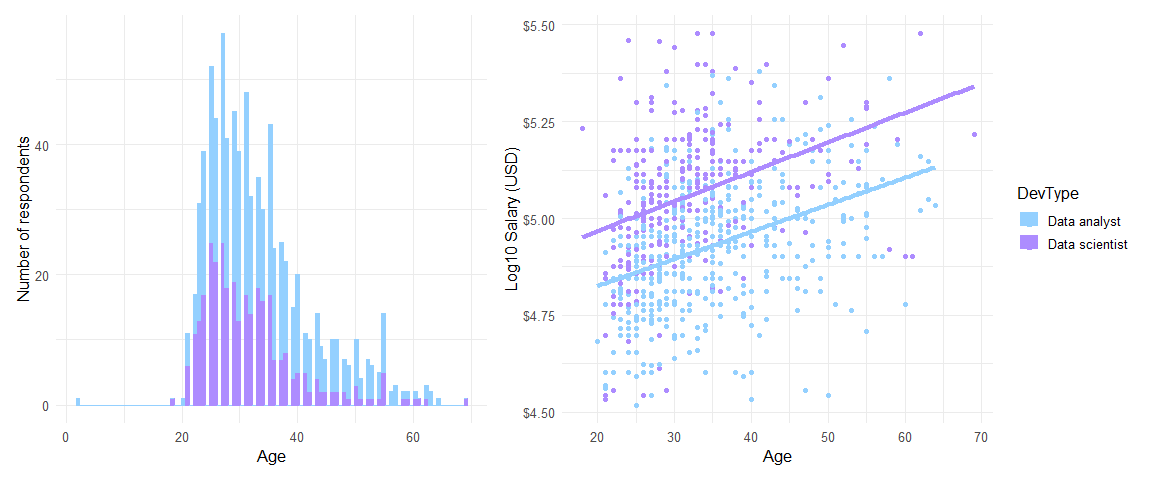 Number of respondents
40
20
0
0
20
40
60
Age
Log10 Salary (USD)
$5.50
$5.25
$5.00
$4.75
$4.50
20
30
40
50
60
70
Age
DevType
Data analyst
Data scientist